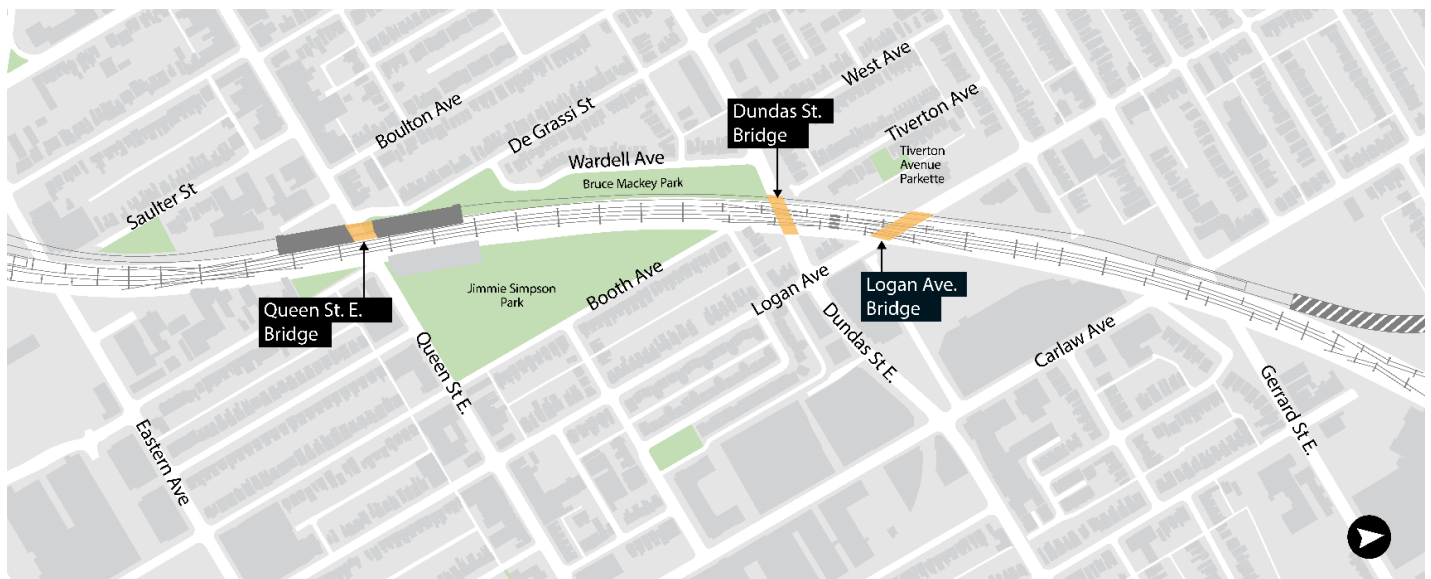 West Ave
Boulton Ave
De Grassi St
Dundas St.
Bridge
Tiverton Ave
Wardell Ave
Tiverton
Avenue
Parkette
Bruce Mackey Park
Saulter St
Jimmie Simpson
Park
Booth Ave
Logan Ave
Logan Ave.
Bridge
Queen St. E.
Bridge
Queen St E.
Dundas St E.
Carlaw Ave
Gerrard St E.
Eastern Ave